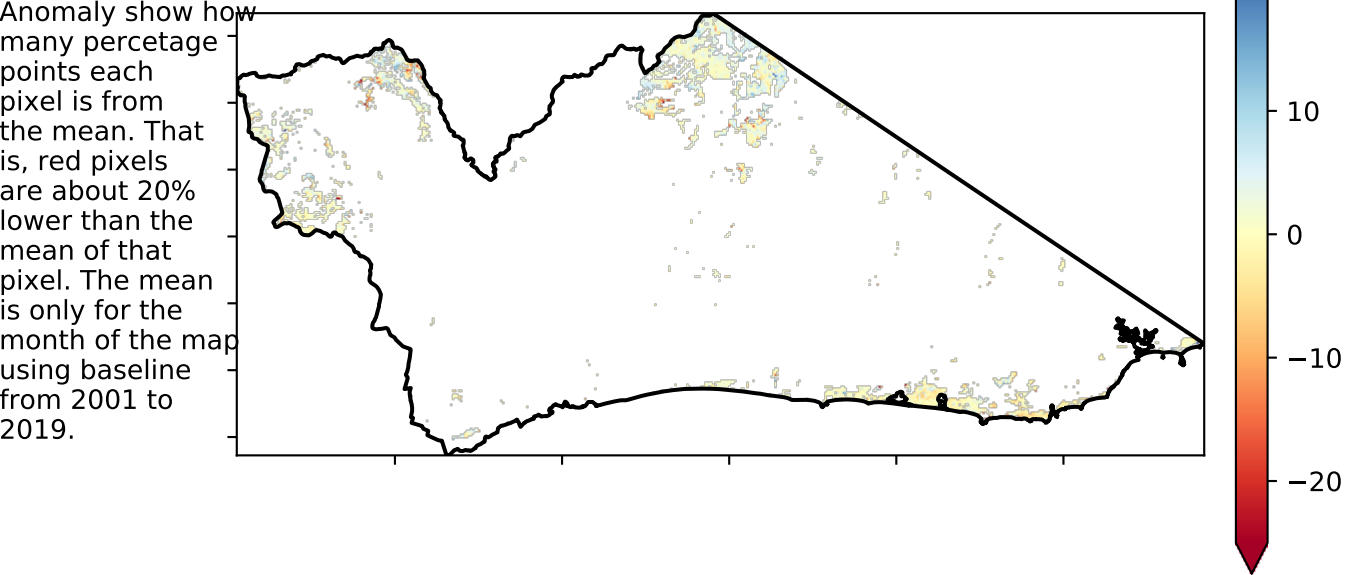 Anomaly show how
many percetage
points each
pixel is from
the mean. That
is, red pixels
are about 20%
lower than the
mean of that
pixel. The mean
is only for the
month of the map
using baseline
from 2001 to
2019.
10
0
−10
−20